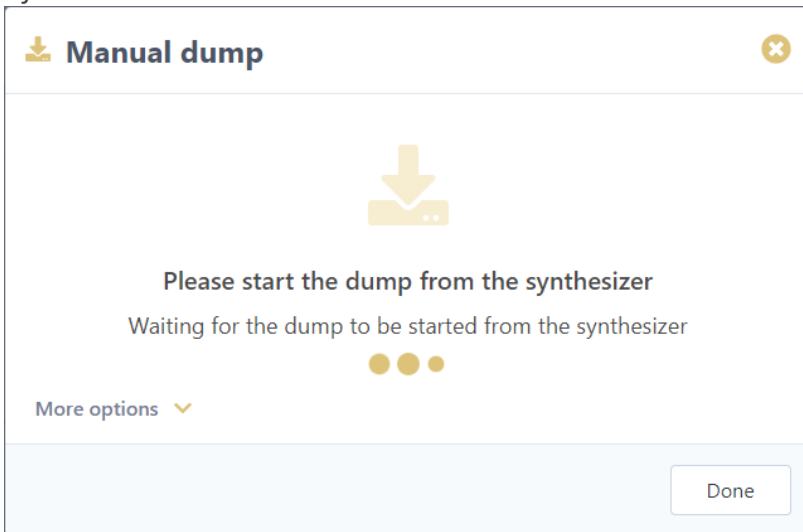 Manual dump
Please start the dump from the synthesizer
Waiting for the dump to be started from the synthesizer
More options
Done